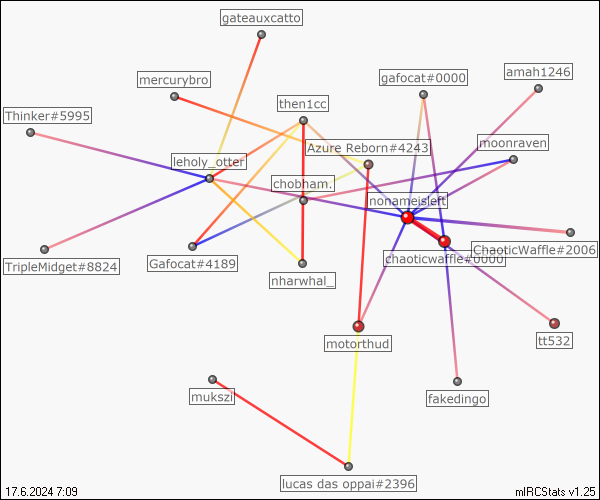 gateauxcatto
mercurybro
gafocat#0000
amah1246
Thinker#5995
then1cc
Azure Reborn#4243
moonraven
leholy_otter
chobham.
nonameisleft
ChaoticWaffle#2006
chaoticwaffle#0000
TripleMidget#8824
Gafocat#4189
nharwhal_
motorthud
tt532
mukszi
fakedingo
lucas das oppai#2396
17.6.2024 7:09
mIRCStats v1.25